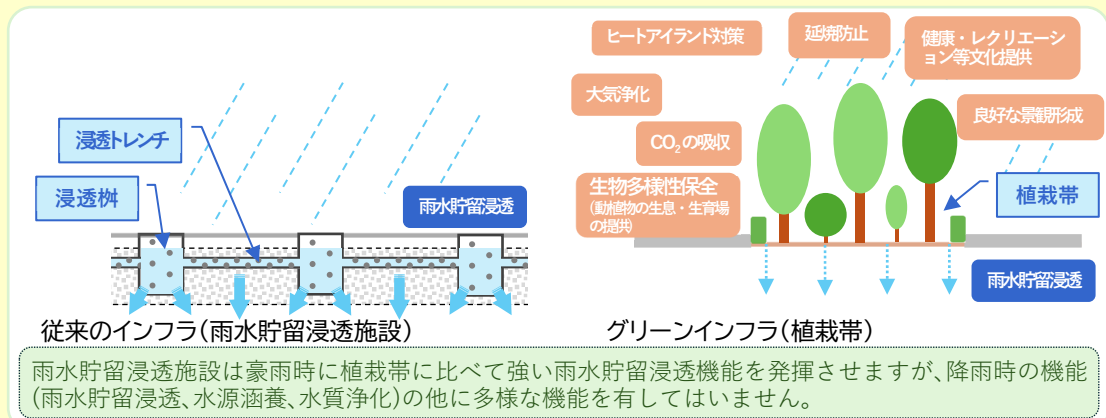 ヒートアイランド対策
延焼防止
健康・レクリエーシ
ョン等文化提供
大気浄化
良好な景観形成
CO₂の吸収
生物多様性保全
(動植物の生息・生育場
の提供)
植栽帯
浸透トレンチ
浸透桝
雨水貯留浸透
雨水貯留浸透
従来のインフラ(雨水貯留浸透施設)
グリーンインフラ(植栽帯)
雨水貯留浸透施設は豪雨時に植栽帯に比べて強い雨水貯留浸透機能を発揮させますが、降雨時の機能
(雨水貯留浸透、水源涵養、水質浄化)の他に多様な機能を有してはいません。